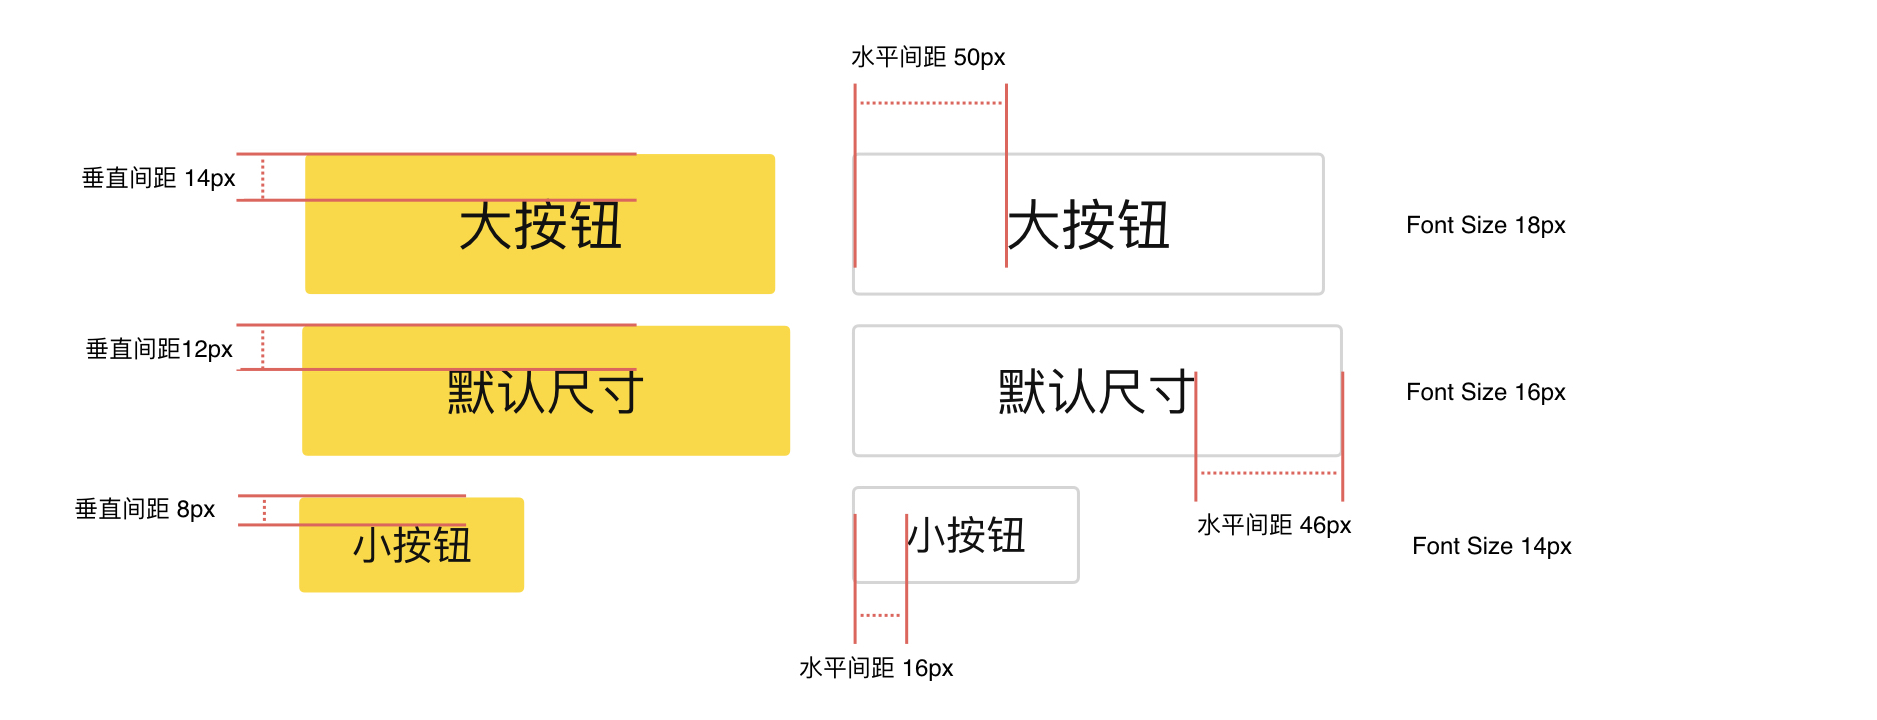 水平间距 50px
垂直间距 14px
大按钮
大按钮
Font Size 18px
垂直间距12px
默认尺寸
默认尺寸
Font Size 16px
垂直间距 8px
小按钮
小按钮
水平间距 46px
Font Size 14px
水平间距 16px